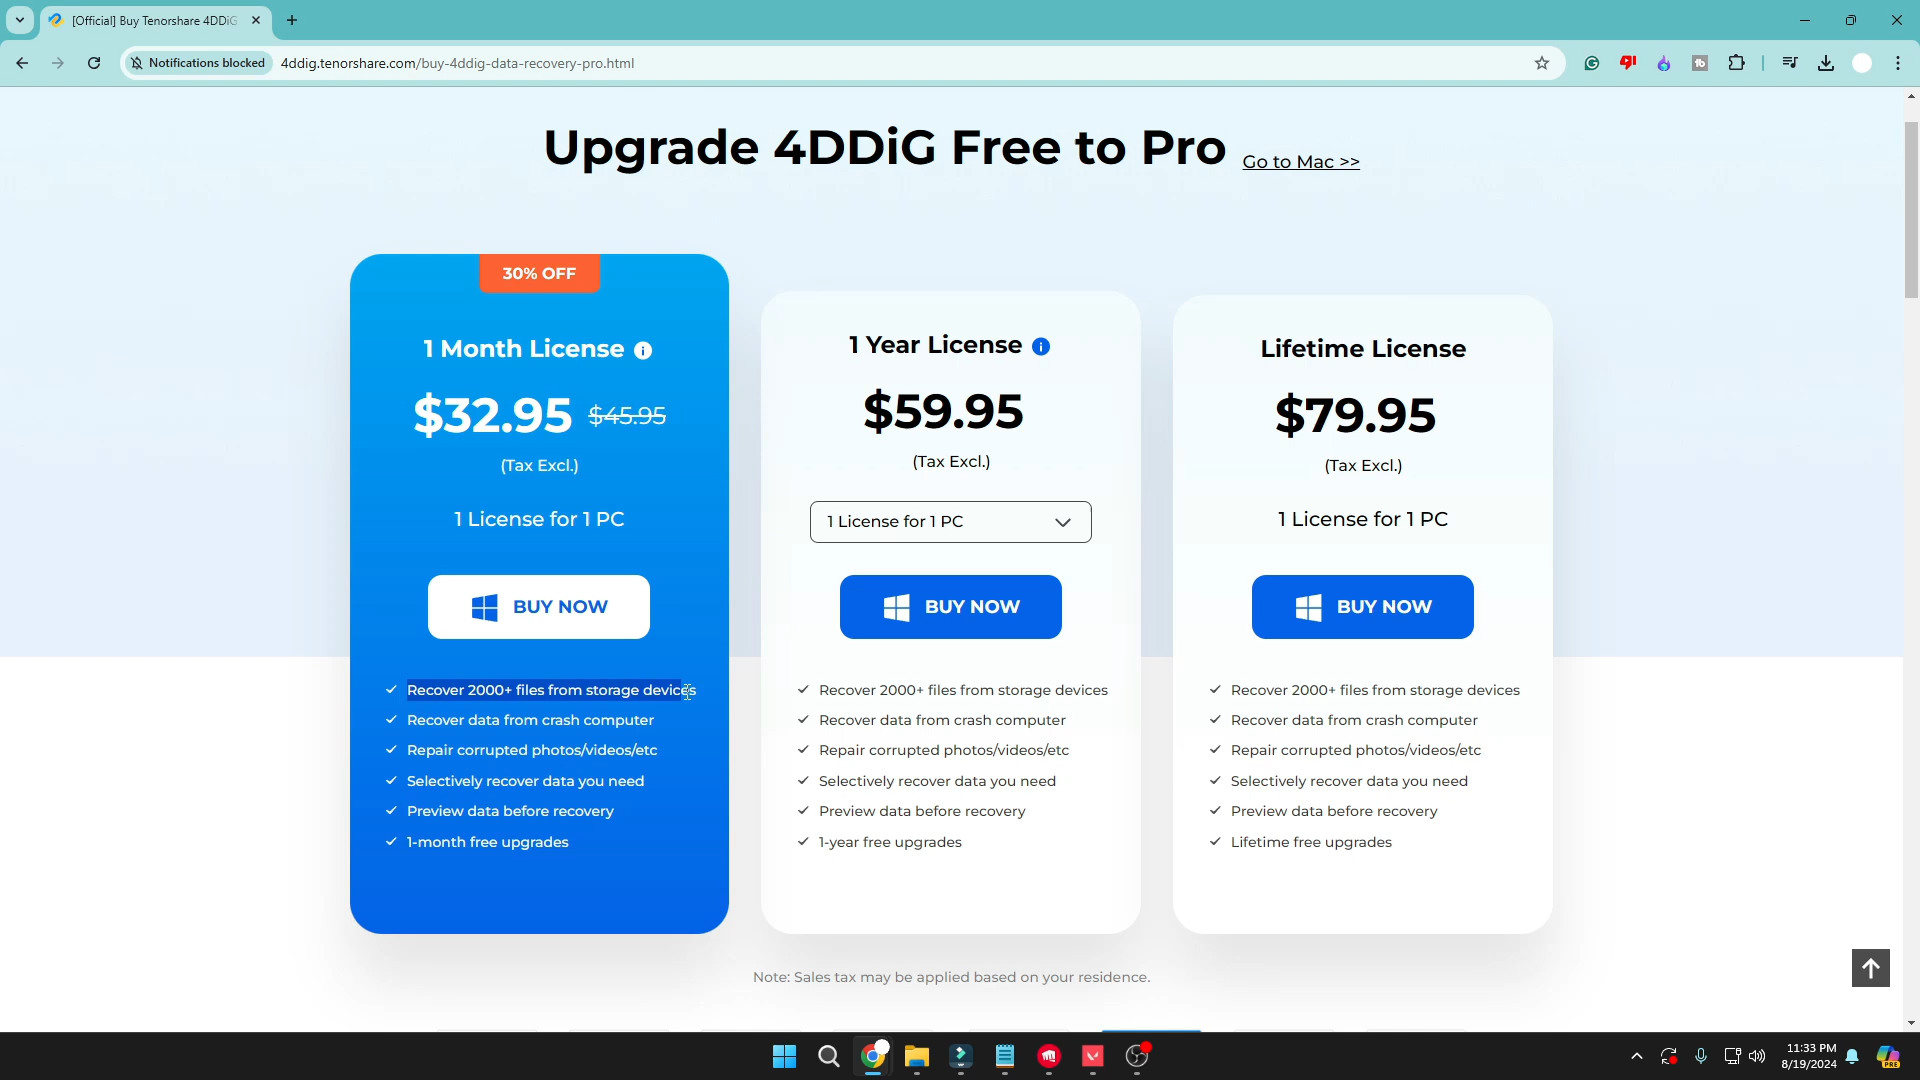 [Official] Buy Tenorshare 4DDiG
Notifications blocked
4ddig.tenorshare.com/buy-4ddig-data-recovery-pro.html
Upgrade 4DDiG Free to Pro
Go to Mac >>
30% OFF
1 Month License
$32.95 $45.95
(Tax Excl.)
1 License for 1 PC
BUY NOW
Recover 2000+ files from storage devices
Recover data from crash computer
Repair corrupted photos/videos/etc
Selectively recover data you need
Preview data before recovery
1-month free upgrades
1 Year License
$59.95
(Tax Excl.)
1 License for 1 PC
BUY NOW
Recover 2000+ files from storage devices
Recover data from crash computer
Repair corrupted photos/videos/etc
Selectively recover data you need
Preview data before recovery
1-year free upgrades
Lifetime License
$79.95
(Tax Excl.)
1 License for 1 PC
BUY NOW
Recover 2000+ files from storage devices
Recover data from crash computer
Repair corrupted photos/videos/etc
Selectively recover data you need
Preview data before recovery
Lifetime free upgrades
Note: Sales tax may be applied based on your residence.
11:33 PM
8/19/2024
PRE